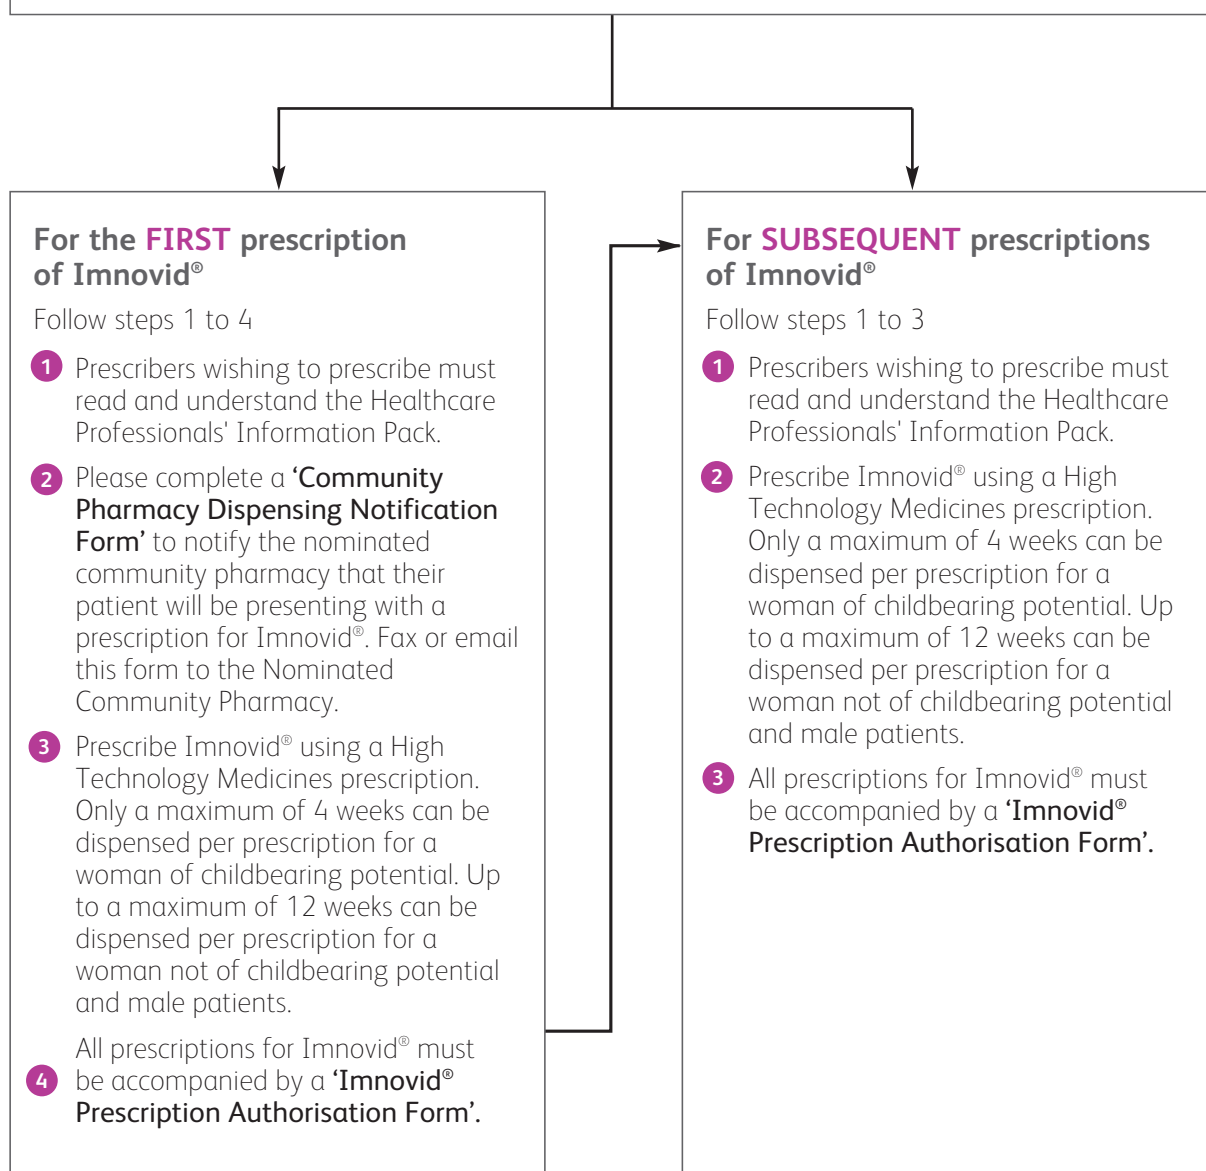 For the FIRST prescription
of Imnovid®
Follow steps 1 to 4
1 Prescribers wishing to prescribe must
read and understand the Healthcare
Professionals' Information Pack.
2 Please complete a ‘Community
Pharmacy Dispensing Notification
Form’ to notify the nominated
community pharmacy that their
patient will be presenting with a
prescription for Imnovid®. Fax or email
this form to the Nominated
Community Pharmacy.
3 Prescribe Imnovid® using a High
Technology Medicines prescription.
Only a maximum of 4 weeks can be
dispensed per prescription for a
woman of childbearing potential. Up
to a maximum of 12 weeks can be
dispensed per prescription for a
woman not of childbearing potential
and male patients.
All prescriptions for Imnovid® must
4 be accompanied by a ‘Imnovid®
Prescription Authorisation Form’.
For SUBSEQUENT prescriptions
of Imnovid®
Follow steps 1 to 3
1 Prescribers wishing to prescribe must
read and understand the Healthcare
Professionals' Information Pack.
2 Prescribe Imnovid® using a High
Technology Medicines prescription.
Only a maximum of 4 weeks can be
dispensed per prescription for a
woman of childbearing potential. Up
to a maximum of 12 weeks can be
dispensed per prescription for a
woman not of childbearing potential
and male patients.
3 All prescriptions for Imnovid® must
be accompanied by a ‘Imnovid®
Prescription Authorisation Form’.